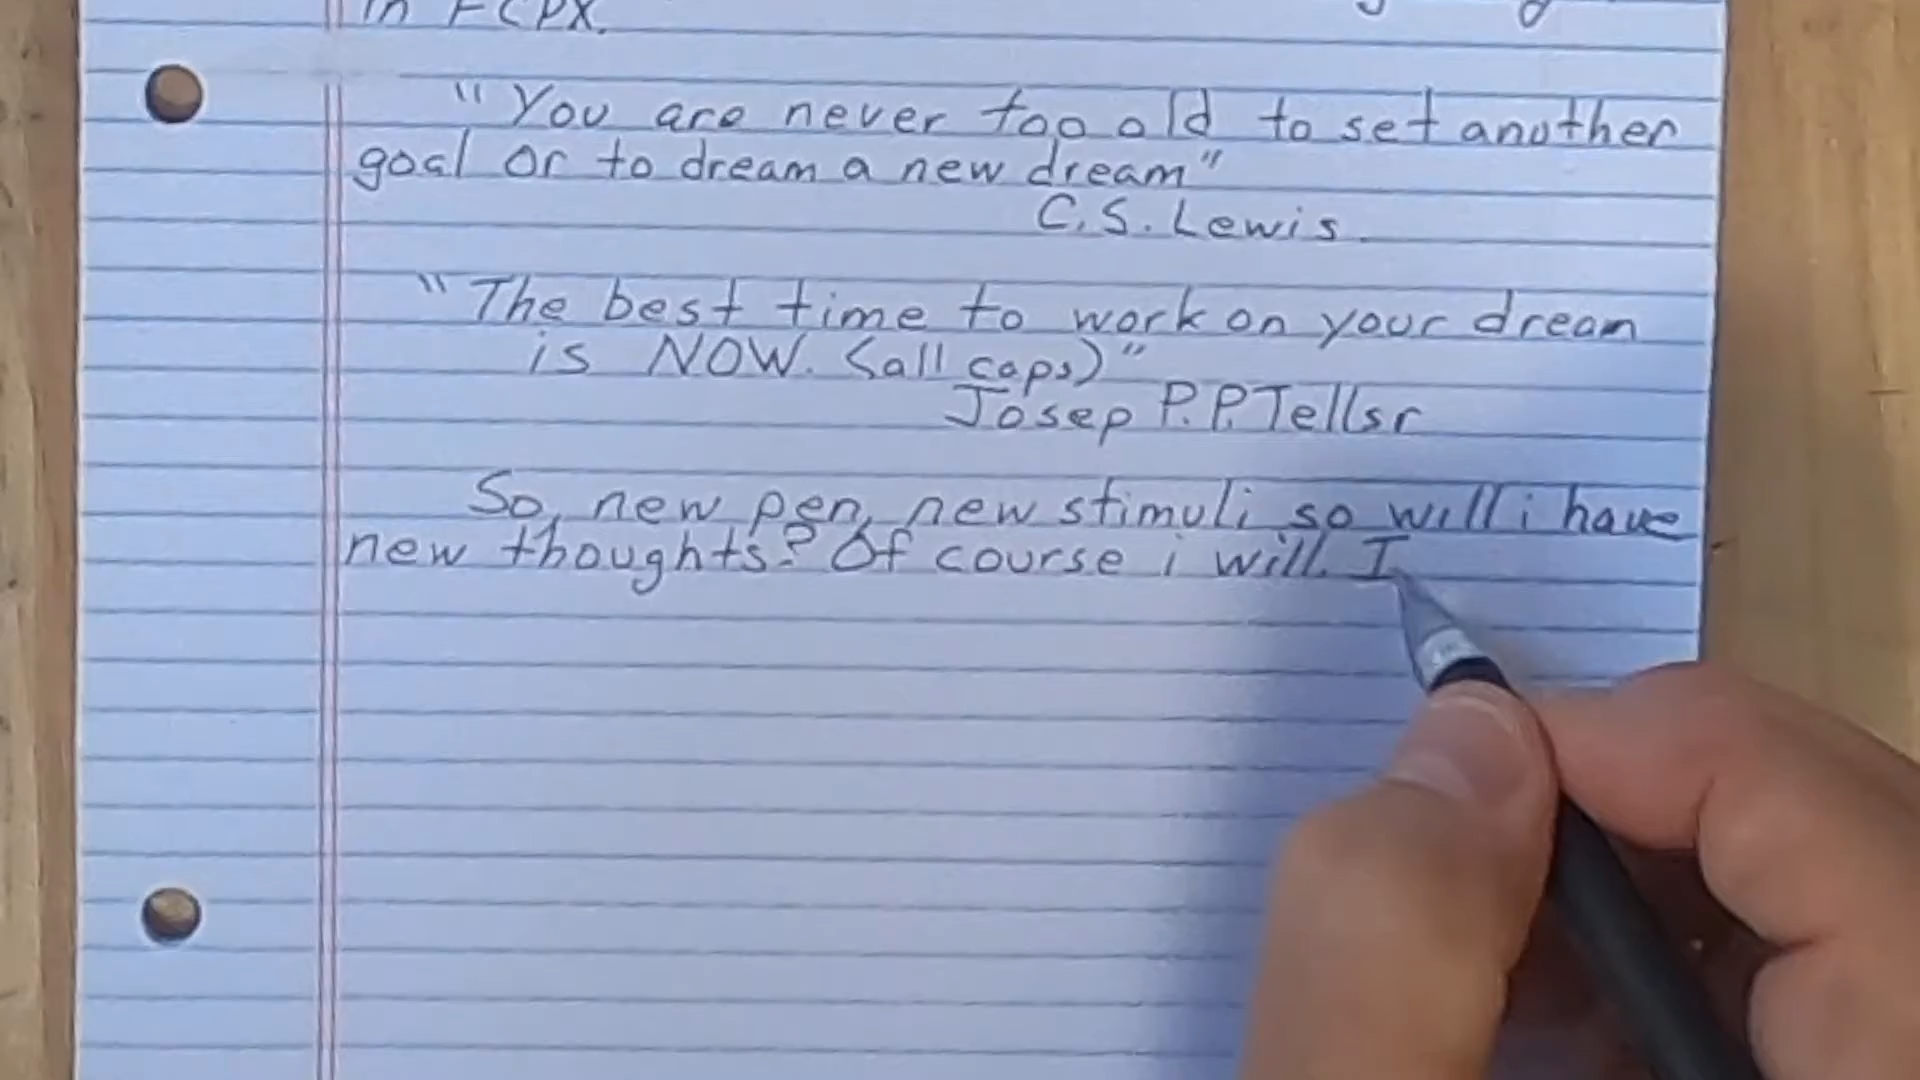 in FCPX.
"You are never too old to set another
goal or to dream a new dream"
C.S. Lewis.
"The best time to work on your dream
is NOW. (all caps)"
Josep P.P. Tellsr
So, new pen, new stimuli so will i have
new thoughts? Of course i will. I